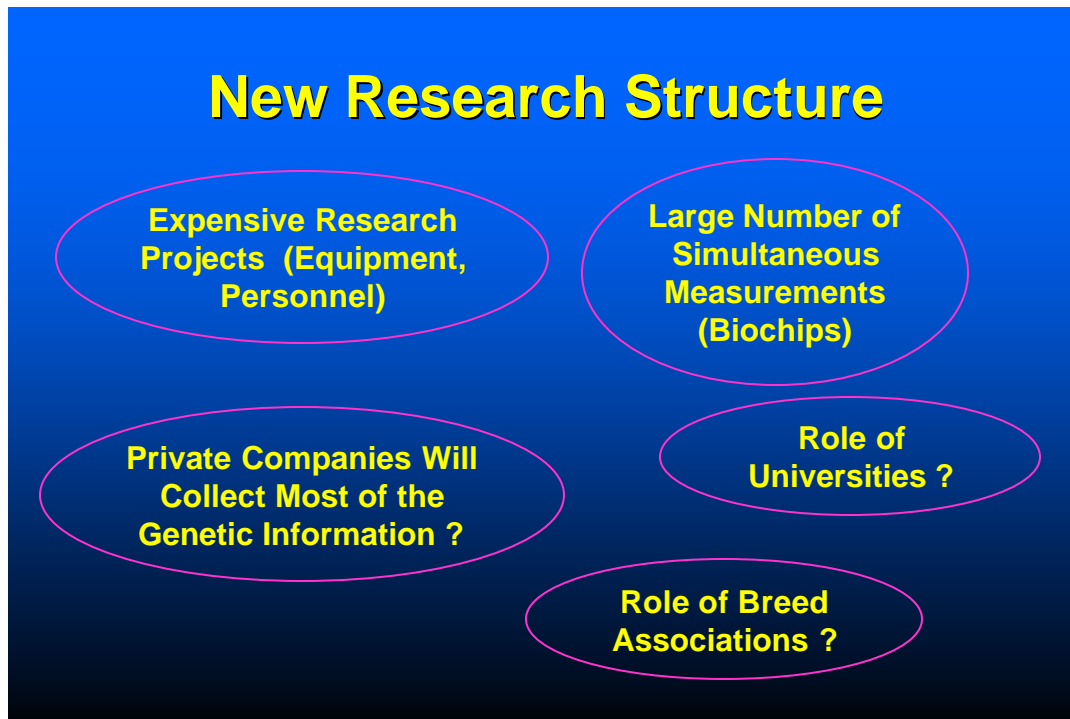 New Research Structure
Expensive Research
Projects (Equipment,
Personnel)
Large Number of
Simultaneous
Measurements
(Biochips)
Private Companies Will
Collect Most of the
Genetic Information ?
Role of
Universities ?
Role of Breed
Associations ?